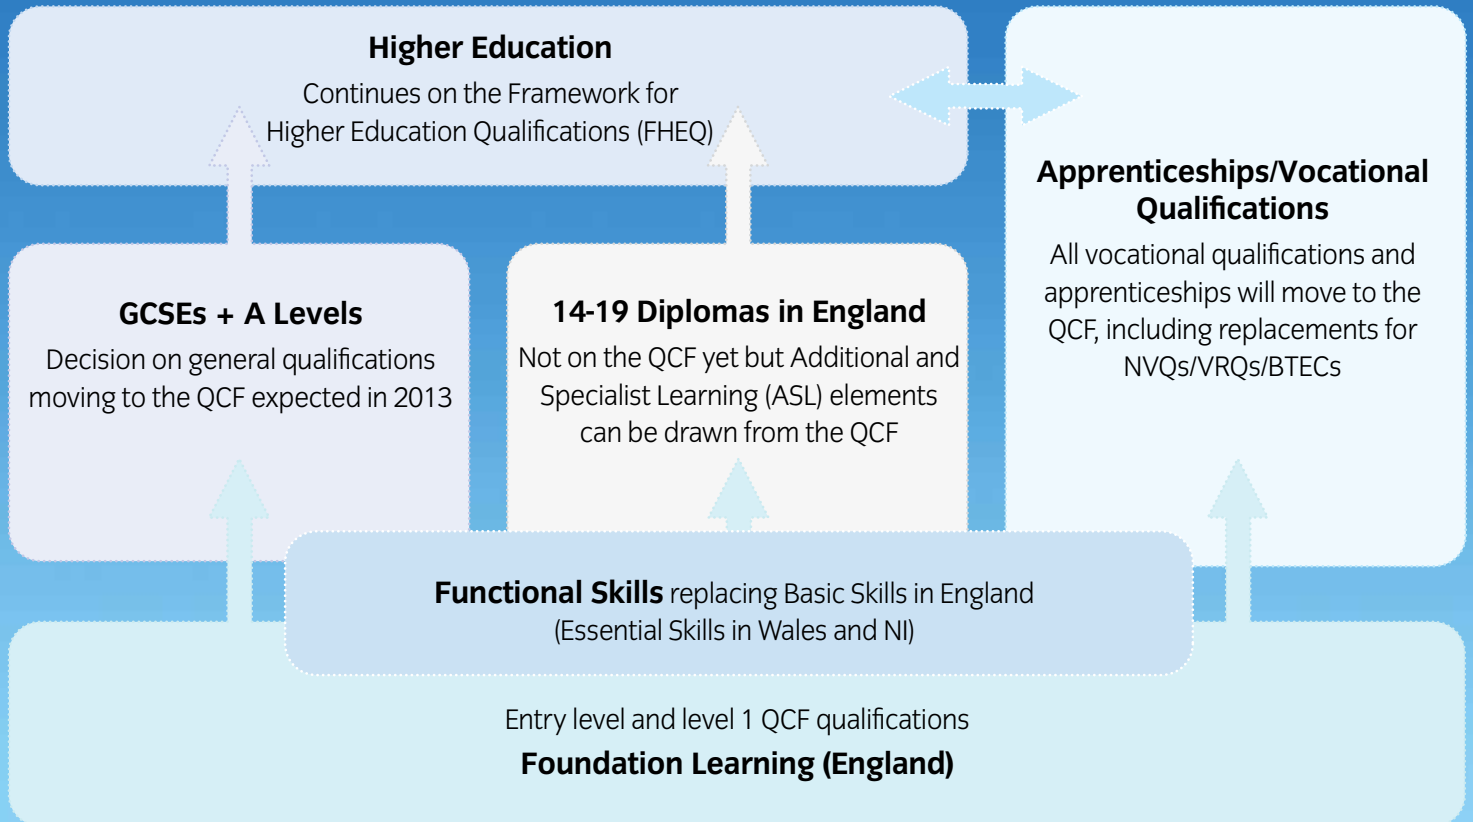 Higher Education
Continues on the Framework for
Higher Education Qualifications (FHEQ)
Apprenticeships/Vocational
Qualifications
All vocational qualifications and
apprenticeships will move to the
QCF, including replacements for
NVQs/VRQs/BTECs
GCSEs + A Levels
Decision on general qualifications
moving to the QCF expected in 2013
14-19 Diplomas in England
Not on the QCF yet but Additional and
Specialist Learning (ASL) elements
can be drawn from the QCF
Functional Skills replacing Basic Skills in England
(Essential Skills in Wales and NI)
Entry level and level 1 QCF qualifications
Foundation Learning (England)